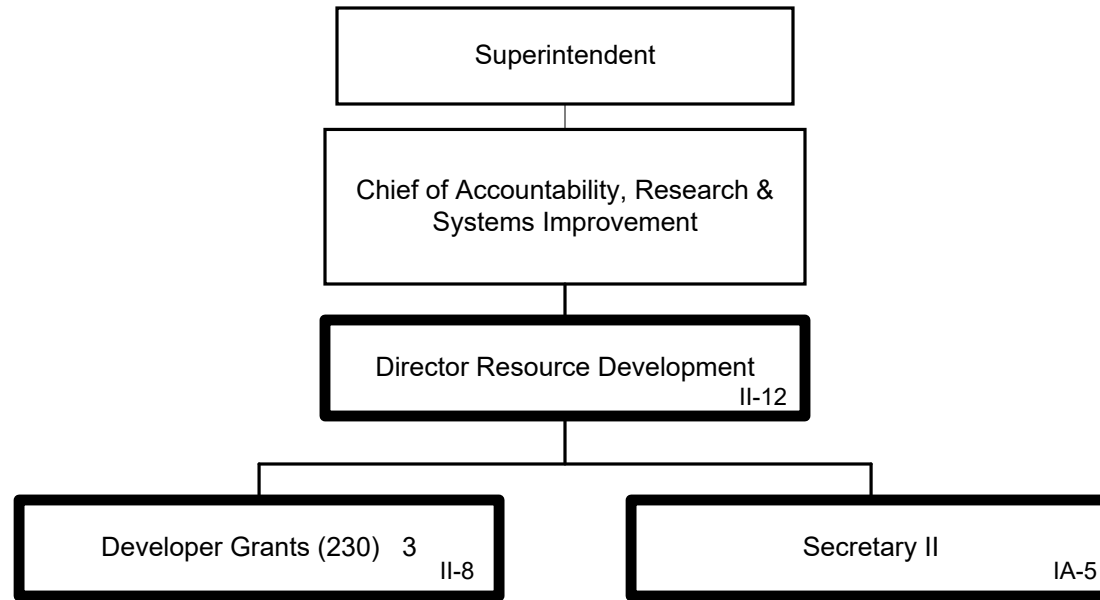 Superintendent
Chief of Accountability, Research &
Systems Improvement
Director Resource Development
II-12
Developer Grants (230) 3
II-8
Secretary II
IA-5